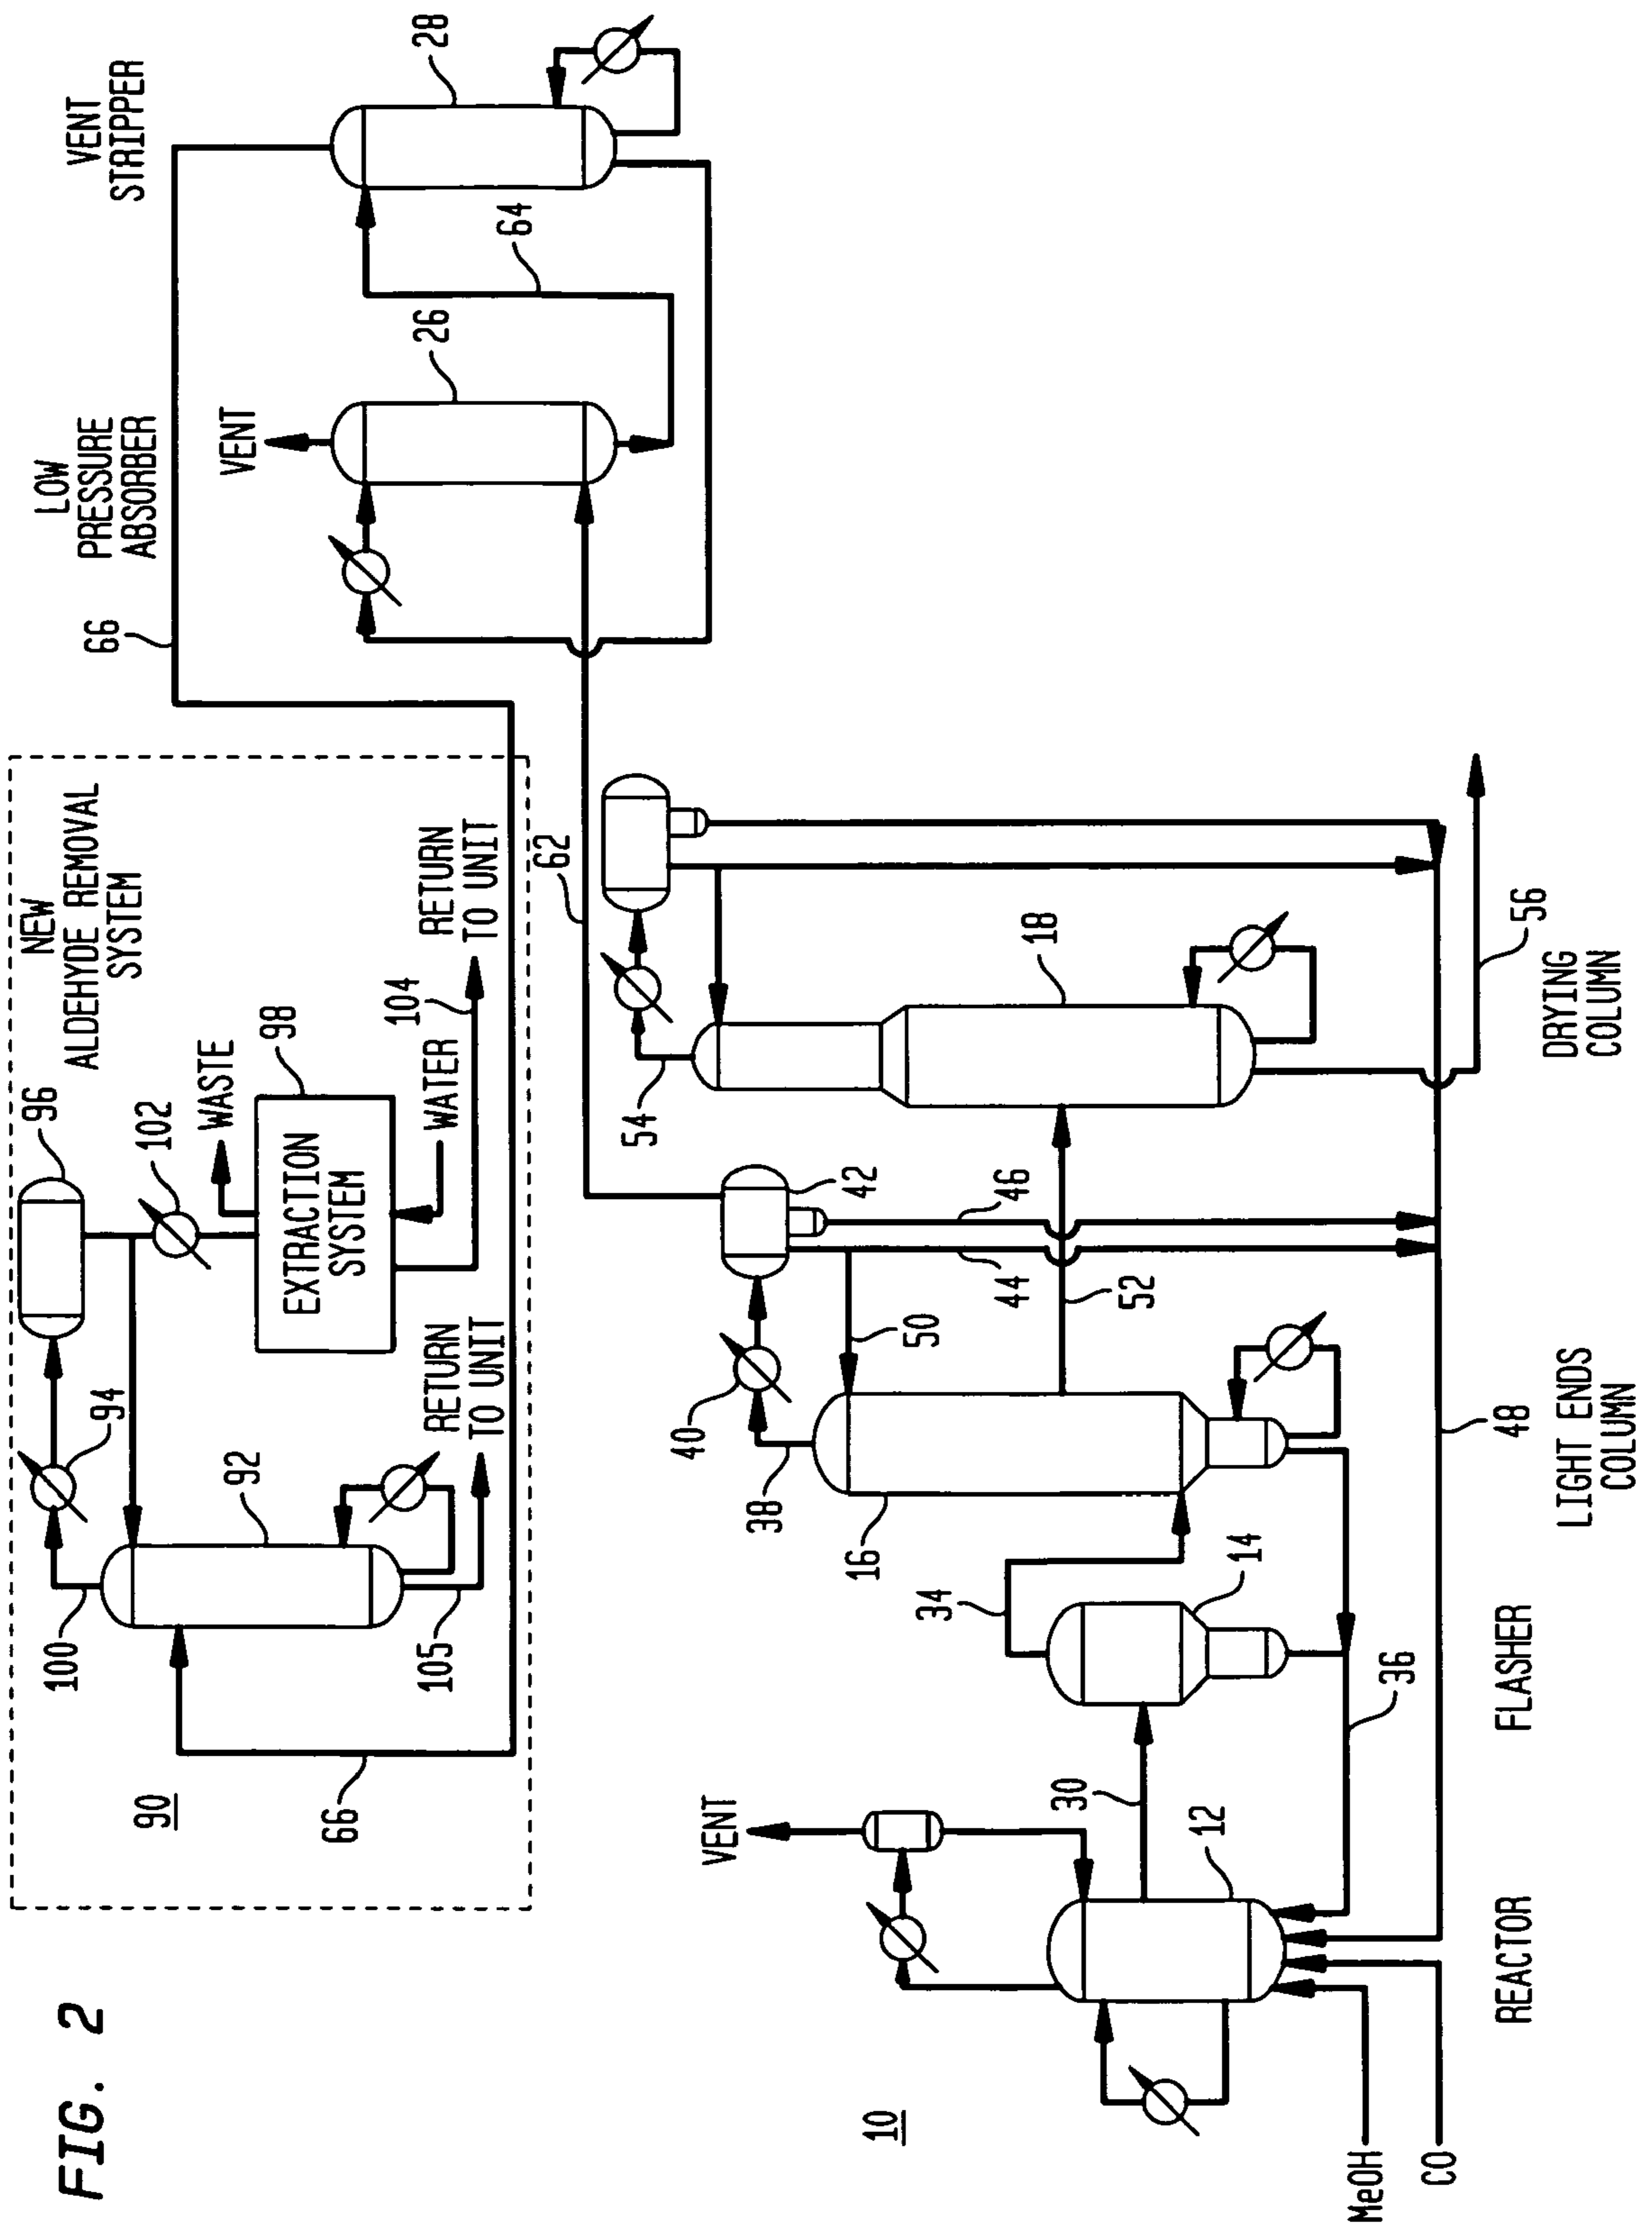 FIG. 2
90
NEW
ALDEHYDE REMOVAL
SYSTEM
100
94
96
102
92
98
WASTE
EXTRACTION
SYSTEM
WATER
104
RETURN
TO UNIT
105
RETURN
TO UNIT
66
66
LOW
PRESSURE
ABSORBER
VENT
STRIPPER
VENT
26
28
64
62
10
VENT
MeOH
CO
12
30
34
14
36
16
38
40
42
50
44
46
52
54
18
48
56
REACTOR
FLASHER
LIGHT ENDS
COLUMN
DRYING
COLUMN